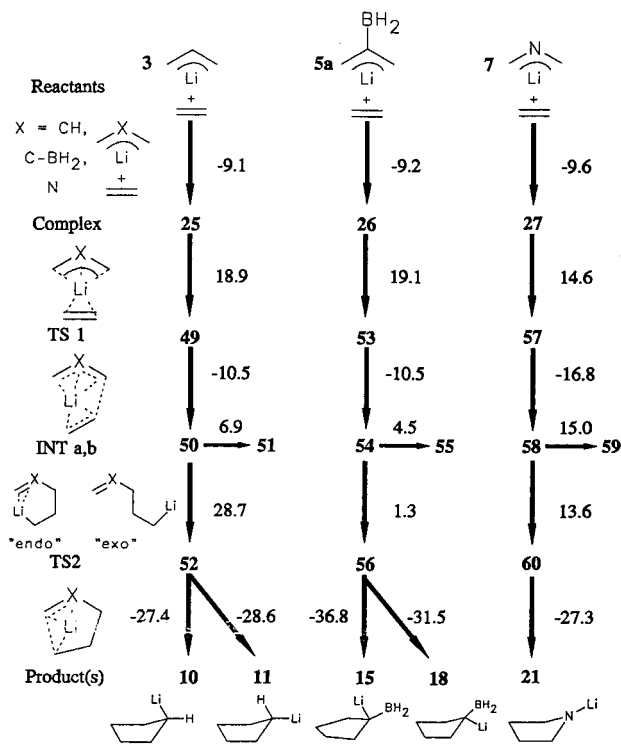 BH2
3 5a 7 N
Li Li Li
Reactants + + +
X = CH, X
C-BH2, Li -9.1 -9.2 -9.6
N +
Complex 25 26 27
X
Li 18.9 19.1 14.6
TS 1 49 53 57
X
Li -10.5 -10.5 -16.8
6.9 4.5 15.0
INT a,b 50 51 54 55 58 59
X X
Li Li 28.7 1.3 13.6
"endo" "exo"
TS2 52 56 60
X
Li -27.4 -28.6 -36.8 -31.5 -27.3
Product(s) 10 11 15 18 21
Li H Li BH2 Li
H Li BH2 Li N